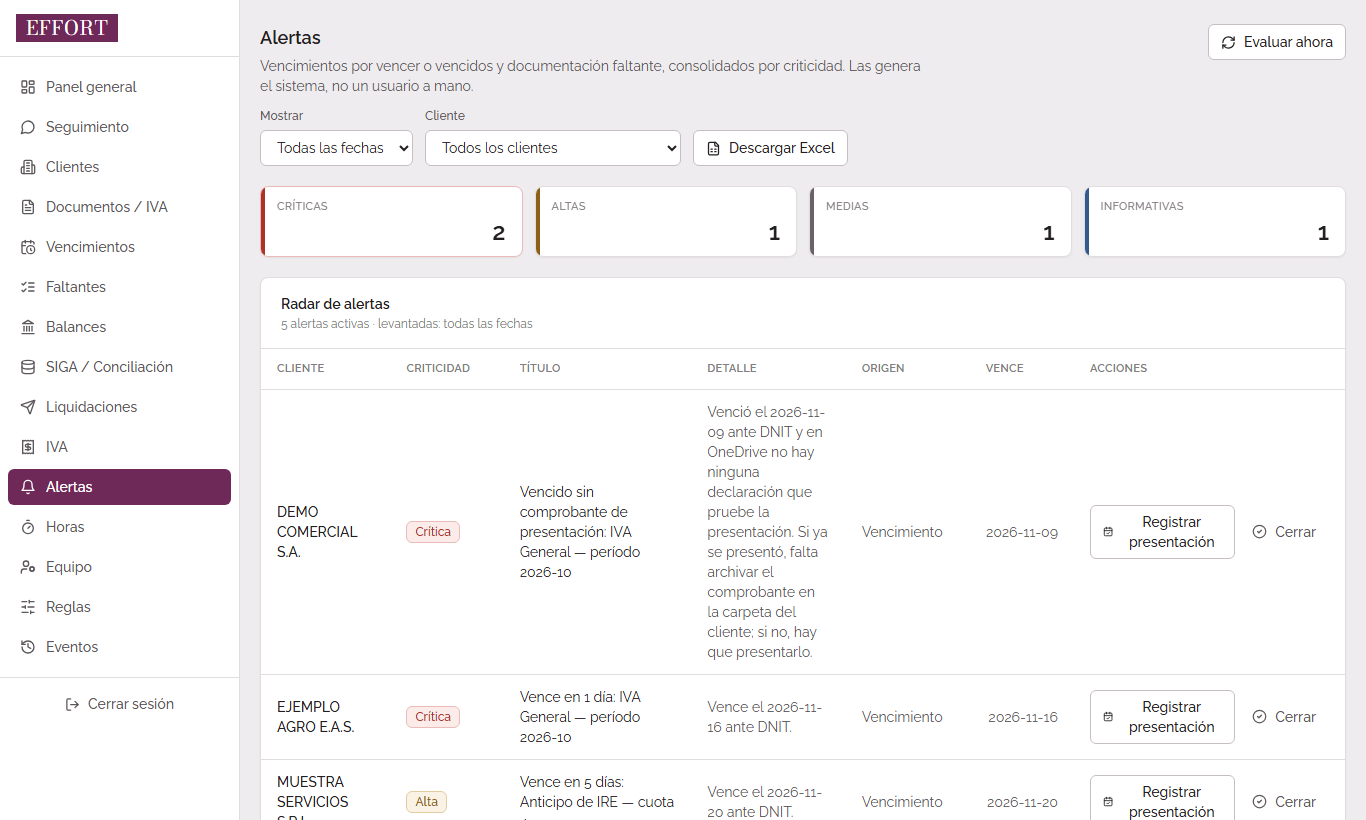 EFFORT
Panel general
Seguimiento
Clientes
Documentos / IVA
Vencimientos
Faltantes
Balances
SIGA / Conciliación
Liquidaciones
IVA
Alertas
Horas
Equipo
Reglas
Eventos
Cerrar sesión
Alertas
Vencimientos por vencer o vencidos y documentación faltante, consolidados por criticidad. Las genera
el sistema, no un usuario a mano.
Evaluar ahora
Mostrar
Cliente
Todas las fechas
Todos los clientes
Descargar Excel
CRÍTICAS
2
ALTAS
1
MEDIAS
1
INFORMATIVAS
1
Radar de alertas
5 alertas activas · levantadas: todas las fechas
CLIENTE CRITICIDAD TÍTULO DETALLE ORIGEN VENCE ACCIONES
DEMO
COMERCIAL
S.A.
Crítica
Vencido sin
comprobante de
presentación: IVA
General — período
2026-10
Venció el 2026-11-
09 ante DNIT y en
OneDrive no hay
ninguna
declaración que
pruebe la
presentación. Si ya
se presentó, falta
archivar el
comprobante en
la carpeta del
cliente; si no, hay
que presentarlo.
Vencimiento
2026-11-09
Registrar
presentación
Cerrar
EJEMPLO
AGRO E.A.S.
Crítica
Vence en 1 día: IVA
General — período
2026-10
Vence el 2026-11-
16 ante DNIT.
Vencimiento
2026-11-16
Registrar
presentación
Cerrar
MUESTRA
SERVICIOS
Alta
Vence en 5 días:
Anticipo de IRE — cuota
Vence el 2026-11-
20 ante DNIT.
Vencimiento
2026-11-20
Registrar
presentación
Cerrar